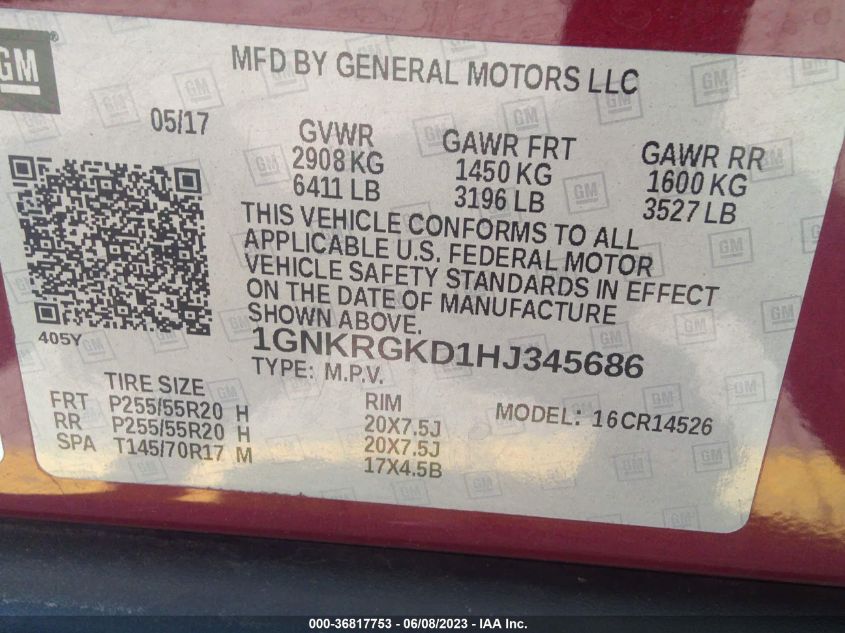 GM
MFD BY GENERAL MOTORS LLC
05/17
GVWR GAWR FRT GAWR RR
2908 KG 1450 KG 1600 KG
6411 LB 3196 LB 3527 LB
THIS VEHICLE CONFORMS TO ALL
APPLICABLE U.S. FEDERAL MOTOR
VEHICLE SAFETY STANDARDS IN EFFECT
ON THE DATE OF MANUFACTURE
SHOWN ABOVE.
405Y
1GNKRGKD1HJ345686
TYPE: M.P.V.
TIRE SIZE RIM MODEL: 16CR14526
FRT P255/55R20 H 20X7.5J
RR P255/55R20 H 20X7.5J
SPA T145/70R17 M 17X4.5B
000-36817753 - 06/08/2023 - IAA Inc.